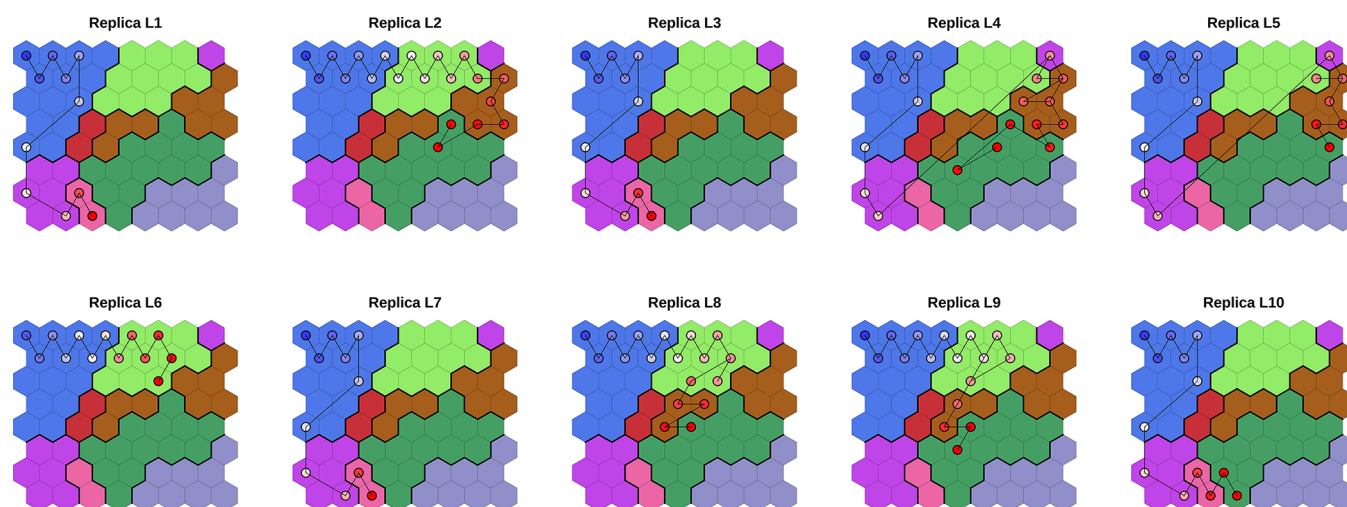 Replica L1
Replica L2
Replica L3
Replica L4
Replica L5
Replica L6
Replica L7
Replica L8
Replica L9
Replica L10